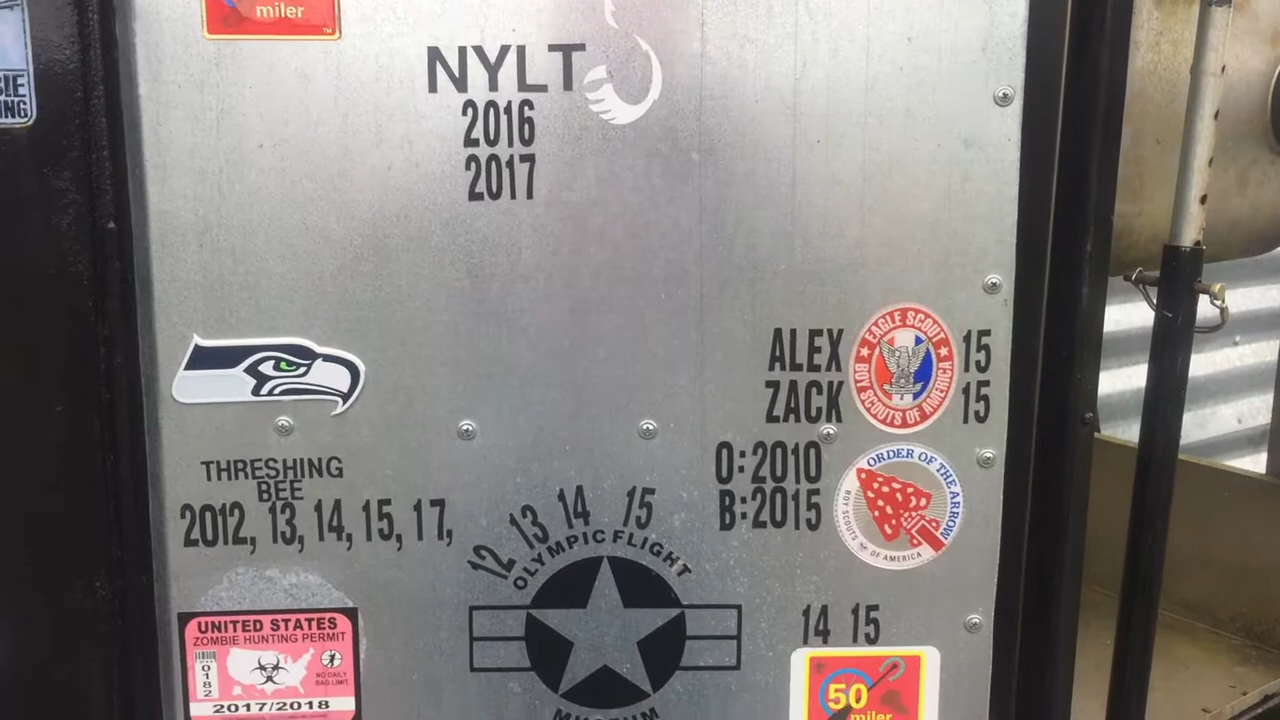 miler
TM
NYLT
2016
2017
ALEX
ZACK
15
15
EAGLE SCOUT
BOY SCOUTS OF AMERICA
O:2010
B:2015
ORDER OF THE ARROW
BOY SCOUTS OF AMERICA
THRESHING
BEE
2012, 13, 14, 15, 17,
12 13 14 15
OLYMPIC FLIGHT
MUSEUM
14 15
50
miler
UNITED STATES
ZOMBIE HUNTING PERMIT
0182
NO DAILY
BAG LIMIT
2017/2018